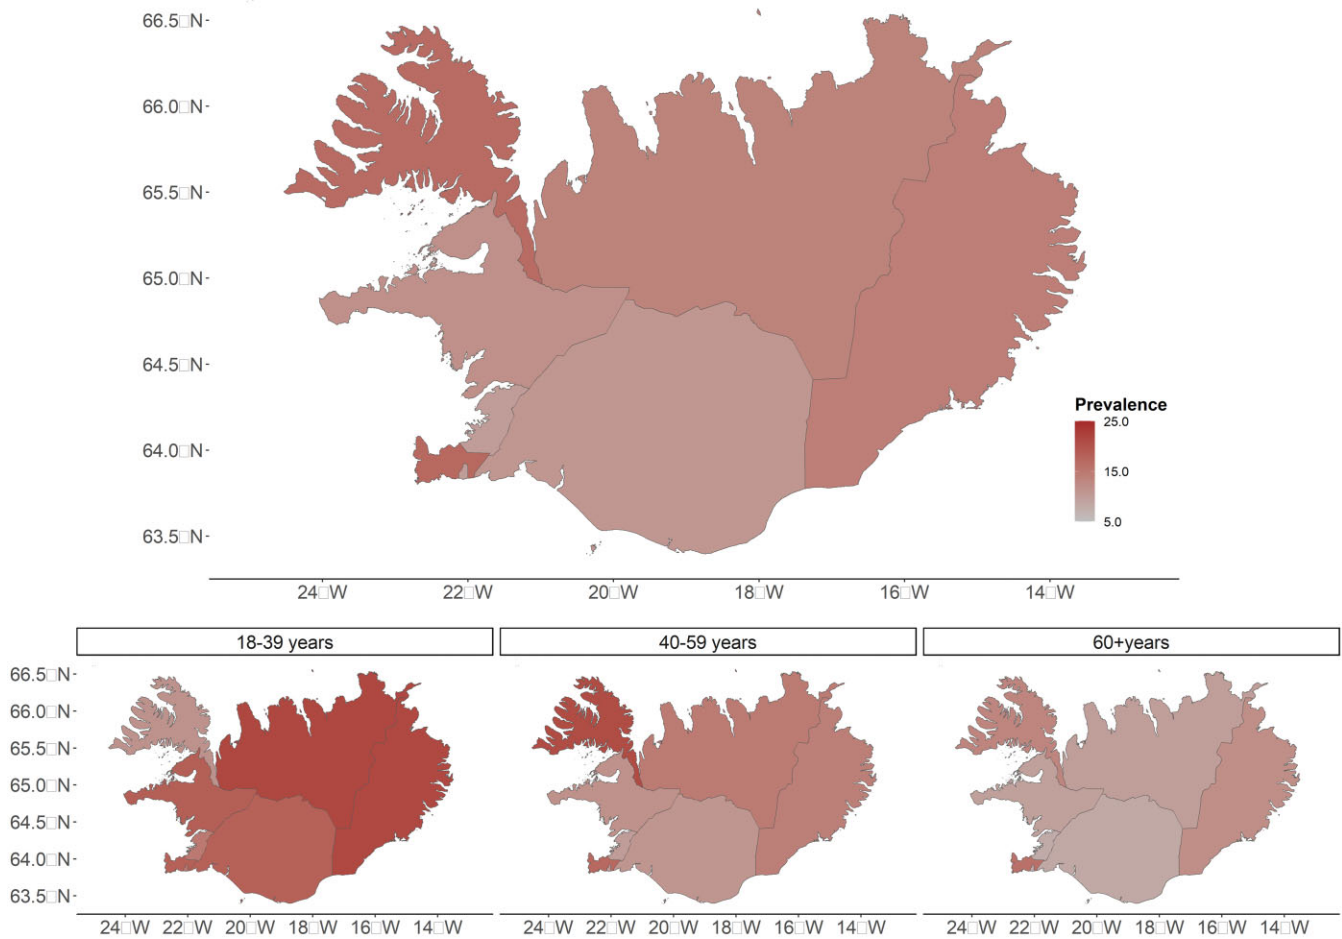 66.5□N
66.0□N
65.5□N
65.0□N
64.5□N
64.0□N
63.5□N
Prevalence
25.0
15.0
5.0
24□W 22□W 20□W 18□W 16□W 14□W
18-39 years 40-59 years 60+years
66.5□N
66.0□N
65.5□N
65.0□N
64.5□N
64.0□N
63.5□N
24□W 22□W 20□W 18□W 16□W 14□W 24□W 22□W 20□W 18□W 16□W 14□W 24□W 22□W 20□W 18□W 16□W 14□W